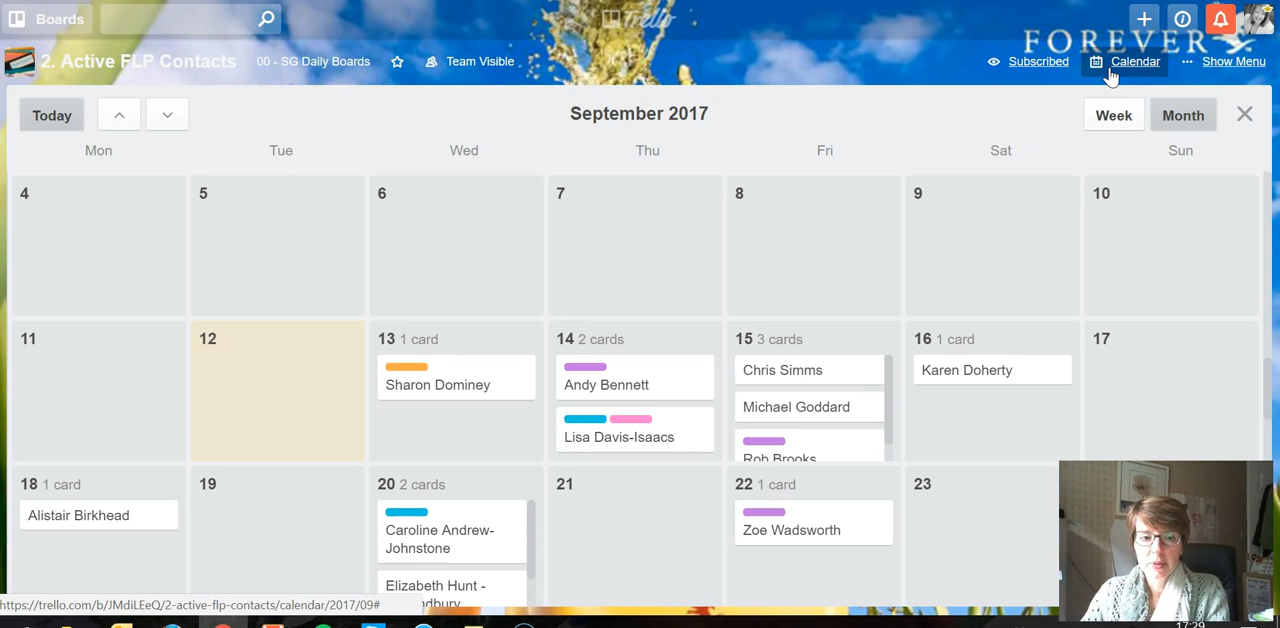 Boards
Trello
FOREVER
2. Active FLP Contacts 00 - SG Daily Boards Team Visible Subscribed Calendar ··· Show Menu
Today September 2017 Week Month
Mon Tue Wed Thu Fri Sat Sun
4 5 6 7 8 9 10
11 12 13 1 card 14 2 cards 15 3 cards 16 1 card 17
Sharon Dominey
Andy Bennett
Lisa Davis-Isaacs
Chris Simms
Michael Goddard
Rob Brooks
Karen Doherty
18 1 card 19 20 2 cards 21 22 1 card 23
Alistair Birkhead
Caroline Andrew-
Johnstone
Elizabeth Hunt -
Zoe Wadsworth
https://trello.com/b/JMdiLEeQ/2-active-flp-contacts/calendar/2017/09#
17:29